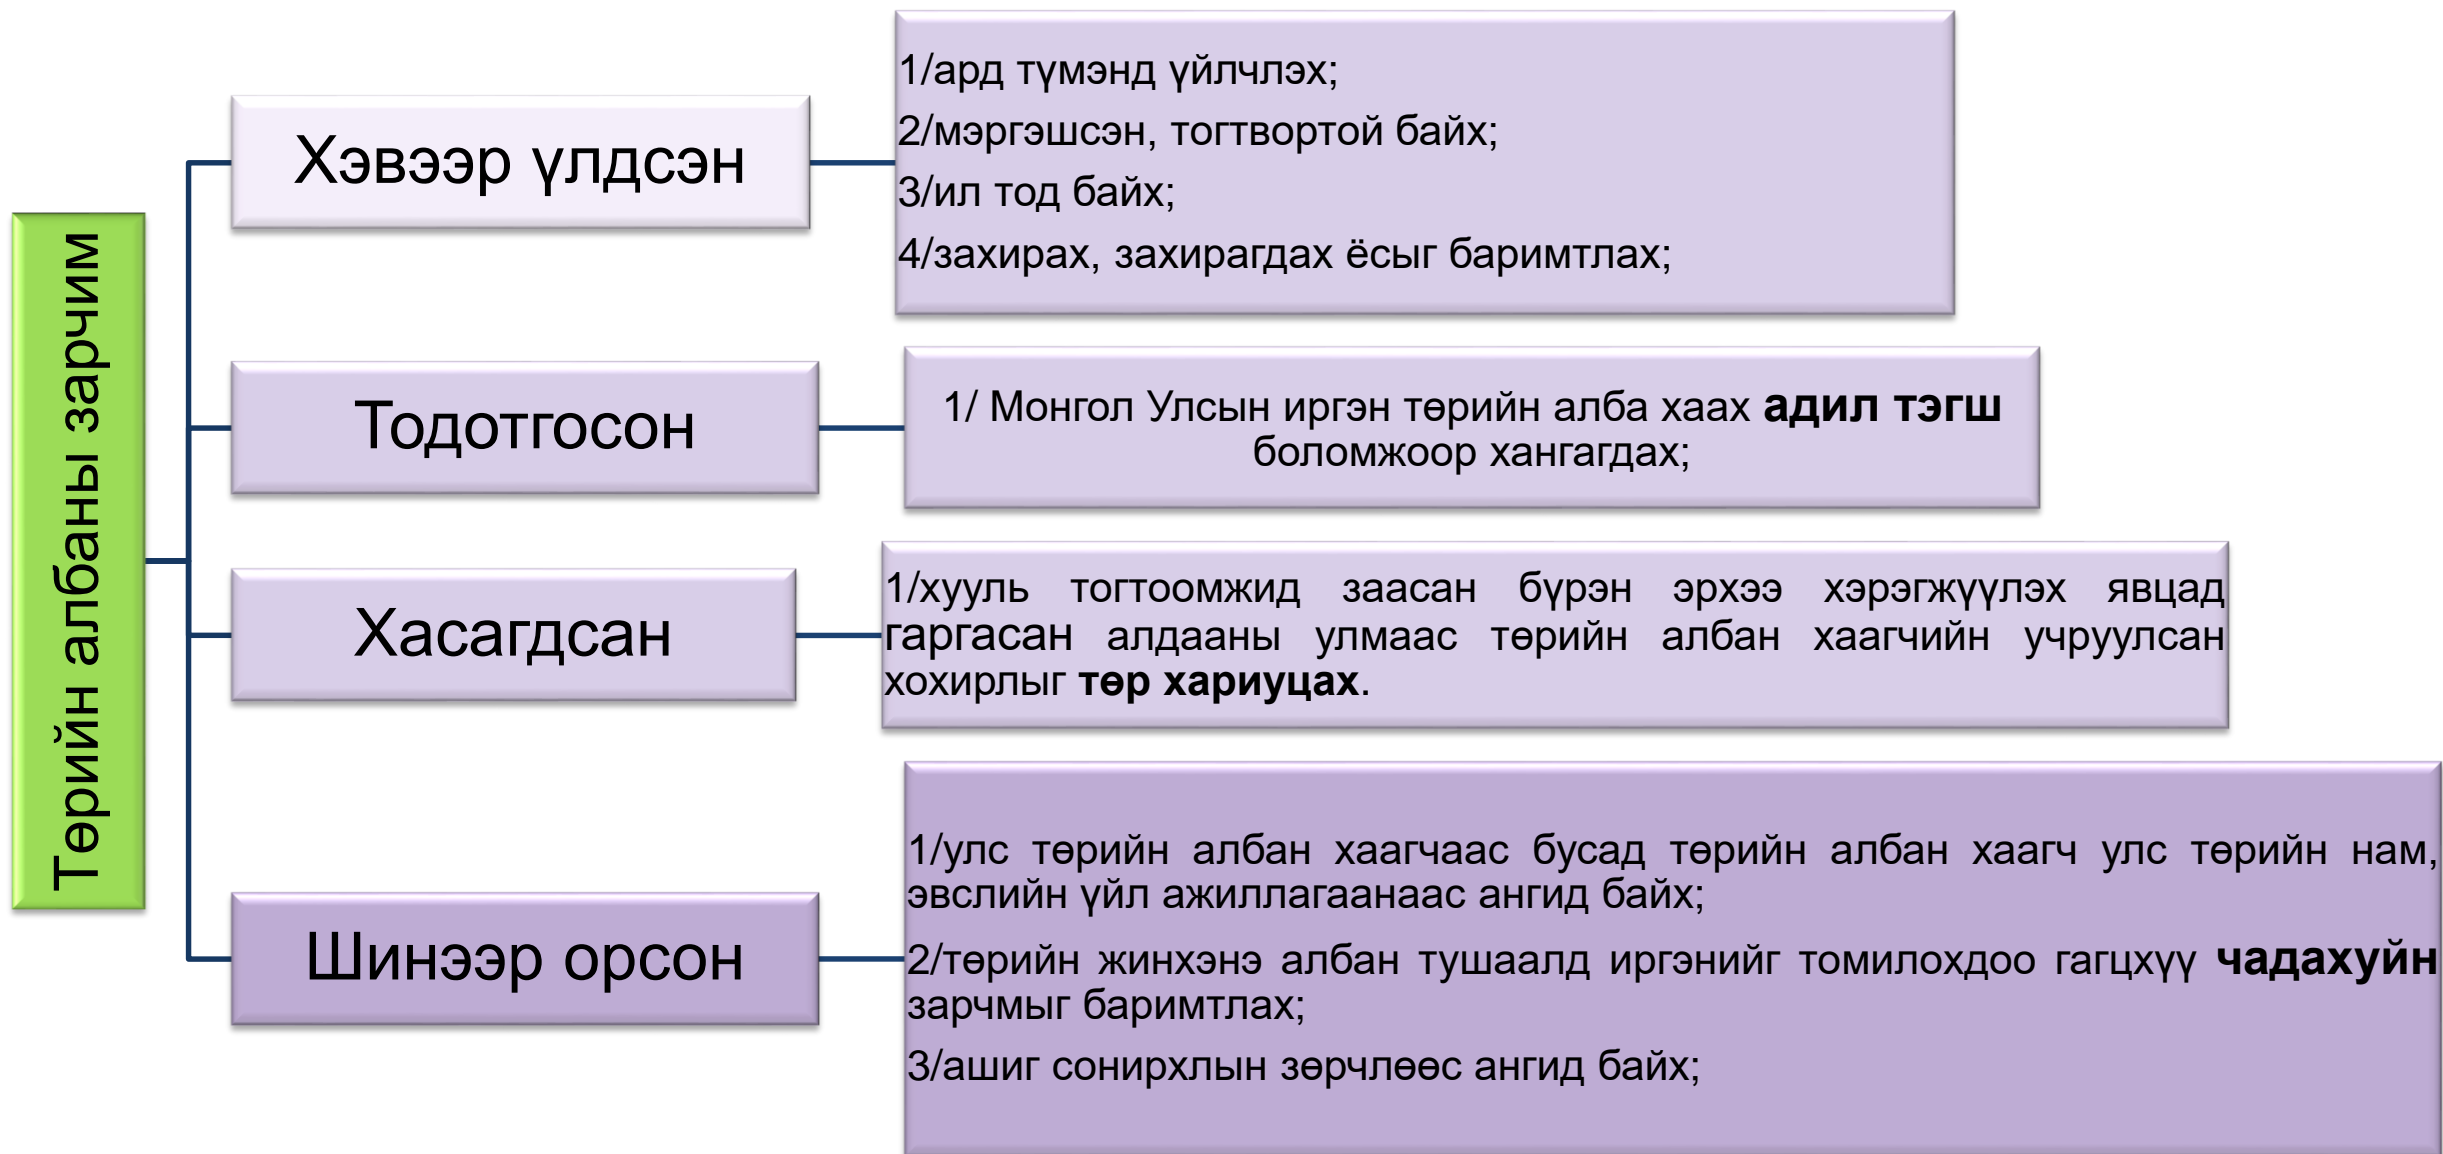 Төрийн албаны зарчим
Хэвээр үлдсэн
1/ард түмэнд үйлчлэх;
2/мэргэшсэн, тогтвортой байх;
3/ил тод байх;
4/захирах, захирагдах ёсыг баримтлах;
Тодотгосон
1/ Монгол Улсын иргэн төрийн алба хаах адил тэгш
боломжоор хангагдах;
Хасагдсан
1/хууль тогтоомжид заасан бүрэн эрхээ хэрэгжүүлэх явцад
гаргасан алдааны улмаас төрийн албан хаагчийн учруулсан
хохирлыг төр хариуцах.
Шинээр орсон
1/улс төрийн албан хаагчаас бусад төрийн албан хаагч улс төрийн нам,
эвслийн үйл ажиллагаанаас ангид байх;
2/төрийн жинхэнэ албан тушаалд иргэнийг томилохдоо гагцхүү чадахуйн
зарчмыг баримтлах;
3/ашиг сонирхлын зөрчлөөс ангид байх;